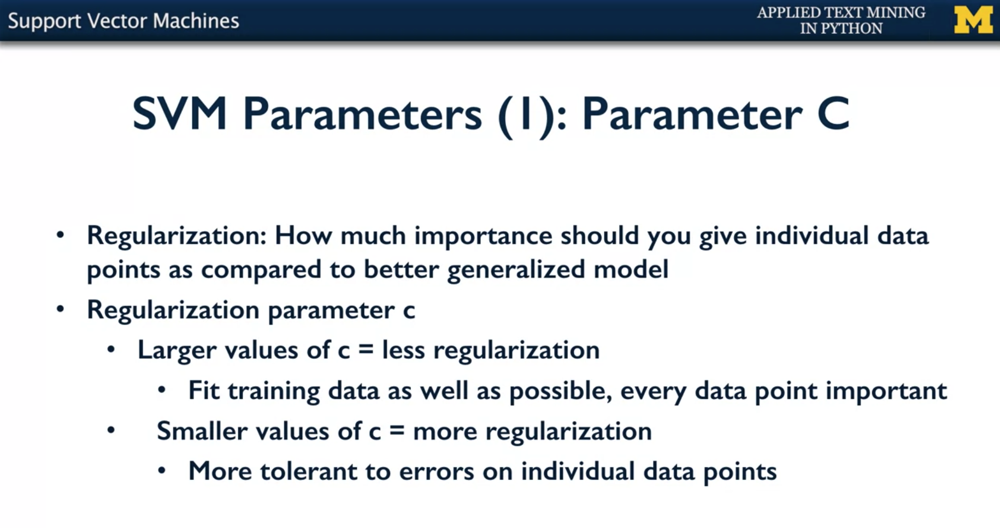 Support Vector Machines
APPLIED TEXT MINING
IN PYTHON
M
SVM Parameters (1): Parameter C
• Regularization: How much importance should you give individual data
points as compared to better generalized model
• Regularization parameter c
• Larger values of c = less regularization
• Fit training data as well as possible, every data point important
• Smaller values of c = more regularization
• More tolerant to errors on individual data points